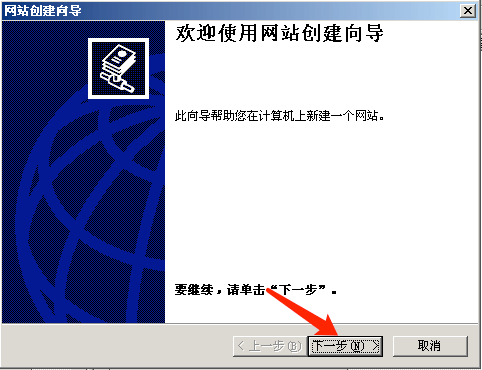 网站创建向导
欢迎使用网站创建向导
此向导帮助您在计算机上新建一个网站。
要继续，请单击“下一步”。
< 上一步(B) 下一步(N) > 取消